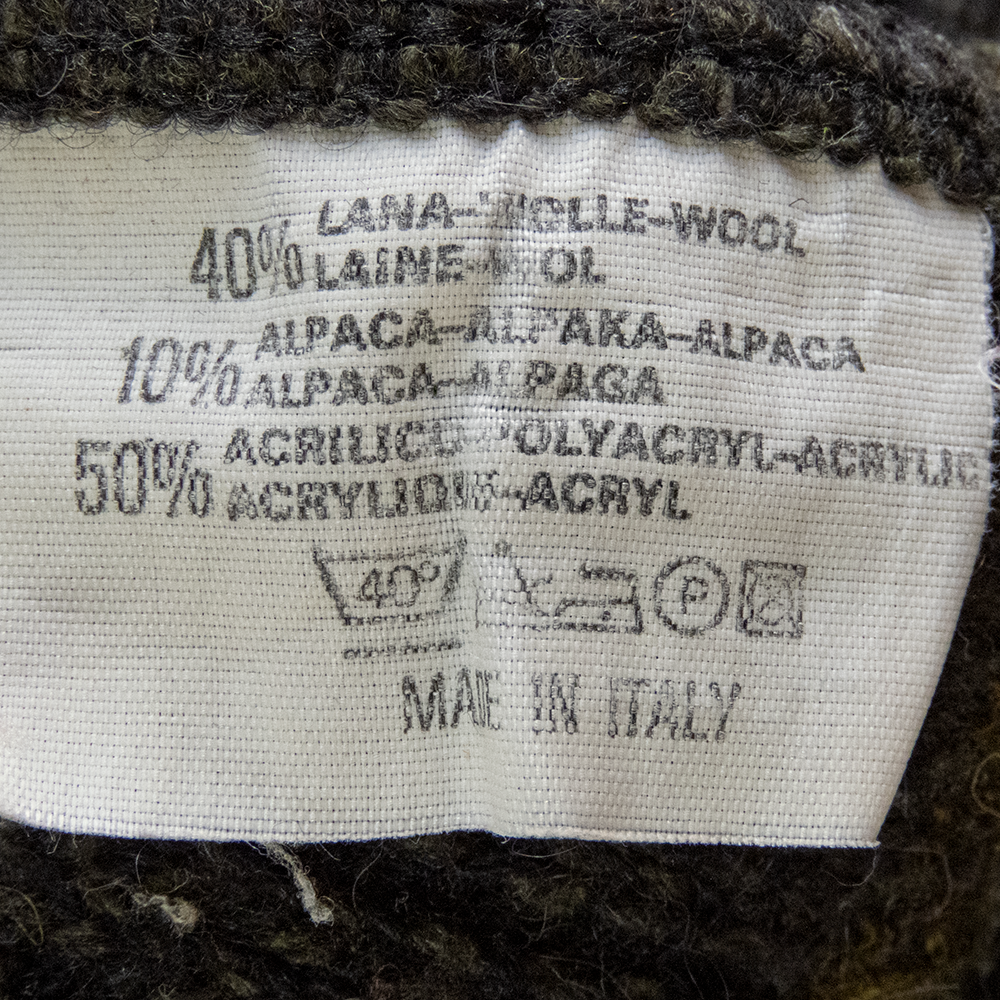 40% LANA-WOLLE-WOOL
LAINE-WOL
10% ALPACA-ALPAKA-ALPACA
ALPACA-ALPAGA
50% ACRILICO-POLYACRYL-ACRYLIC
ACRYLIQUE-ACRYL
40° P
MADE IN ITALY